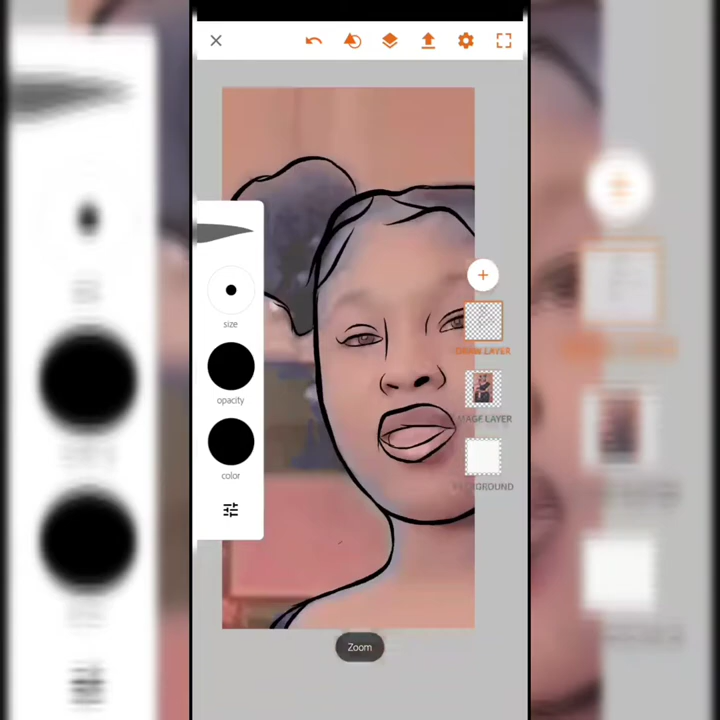 size
DRAW LAYER
opacity
IMAGE LAYER
color
BACKGROUND
Zoom